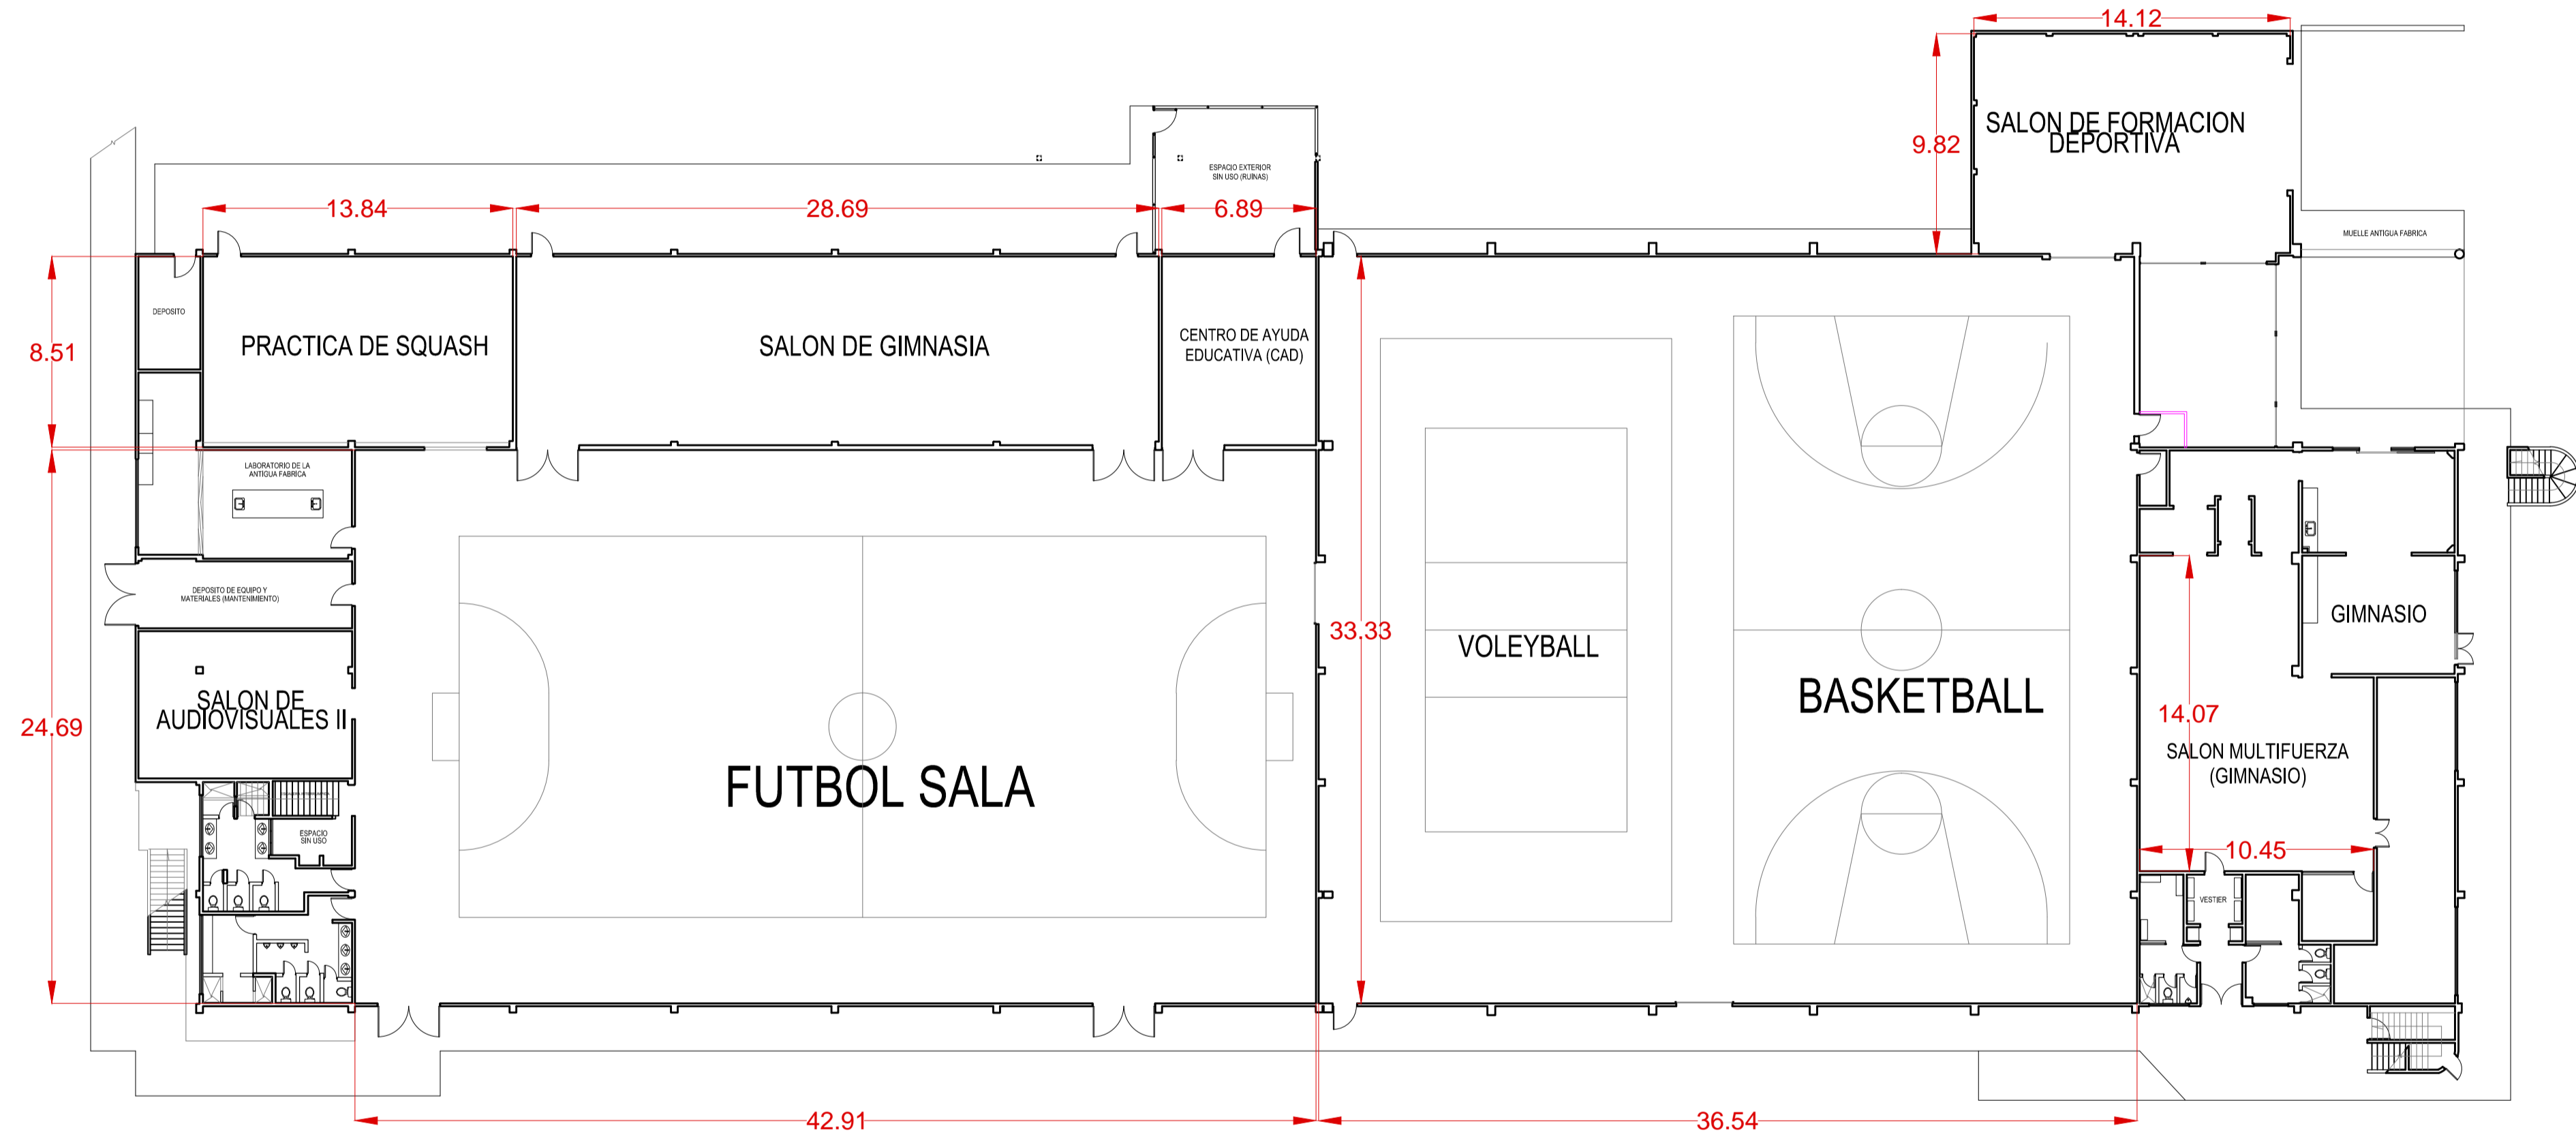 14.12
SALON DE FORMACION
DEPORTIVA
9.82
ESPACIO EXTERIOR
SIN USO (RUINAS)
13.84
28.69
6.89
MUELLE ANTIGUA FABRICA
DEPOSITO
8.51
PRACTICA DE SQUASH
SALON DE GIMNASIA
CENTRO DE AYUDA
EDUCATIVA (CAD)
LABORATORIO DE LA
ANTIGUA FABRICA
DEPOSITO DE EQUIPO Y
MATERIALES (MANTENIMIENTO)
GIMNASIO
33.33
VOLEYBALL
BASKETBALL
SALON DE
AUDIOVISUALES II
24.69
14.07
SALON MULTIFUERZA
(GIMNASIO)
FUTBOL SALA
ESPACIO
SIN USO
10.45
VESTIER
42.91
36.54